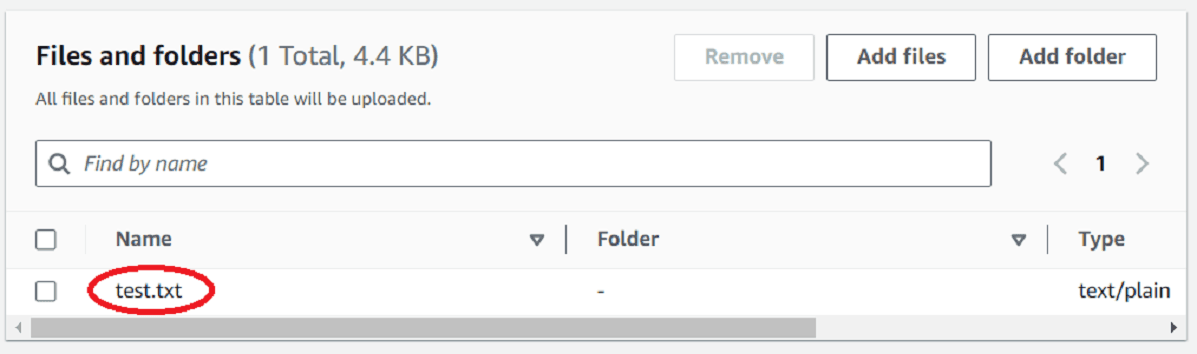 Files and folders (1 Total, 4.4 KB)
Remove
Add files
Add folder
All files and folders in this table will be uploaded.
Find by name
1
Name
Folder
Type
test.txt
-
text/plain